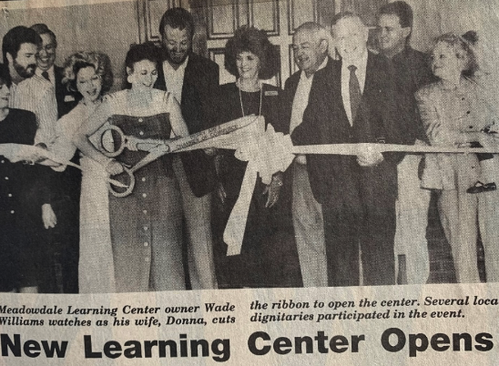 Meadowdale Learning Center owner Wade
Williams watches as his wife, Donna, cuts
the ribbon to open the center. Several loca
dignitaries participated in the event.
New Learning Center Opens